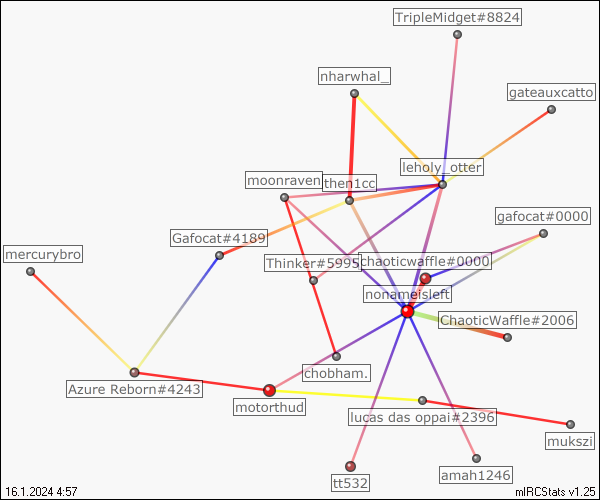 TripleMidget#8824
nharwhal_
gateauxcatto
leholy_otter
moonraven
then1cc
gafocat#0000
Gafocat#4189
mercurybro
Thinker#5995
chaoticwaffle#0000
nonameisleft
ChaoticWaffle#2006
chobham.
Azure Reborn#4243
motorthud
lucas das oppai#2396
mukszi
amah1246
tt532
16.1.2024 4:57
mIRCStats v1.25